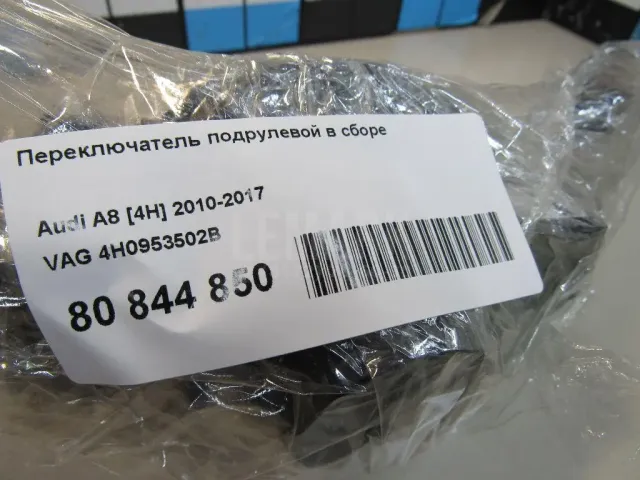 Переключатель подрулевой в сборе
Audi A8 [4H] 2010-2017
VAG 4H0953502B
80 844 850